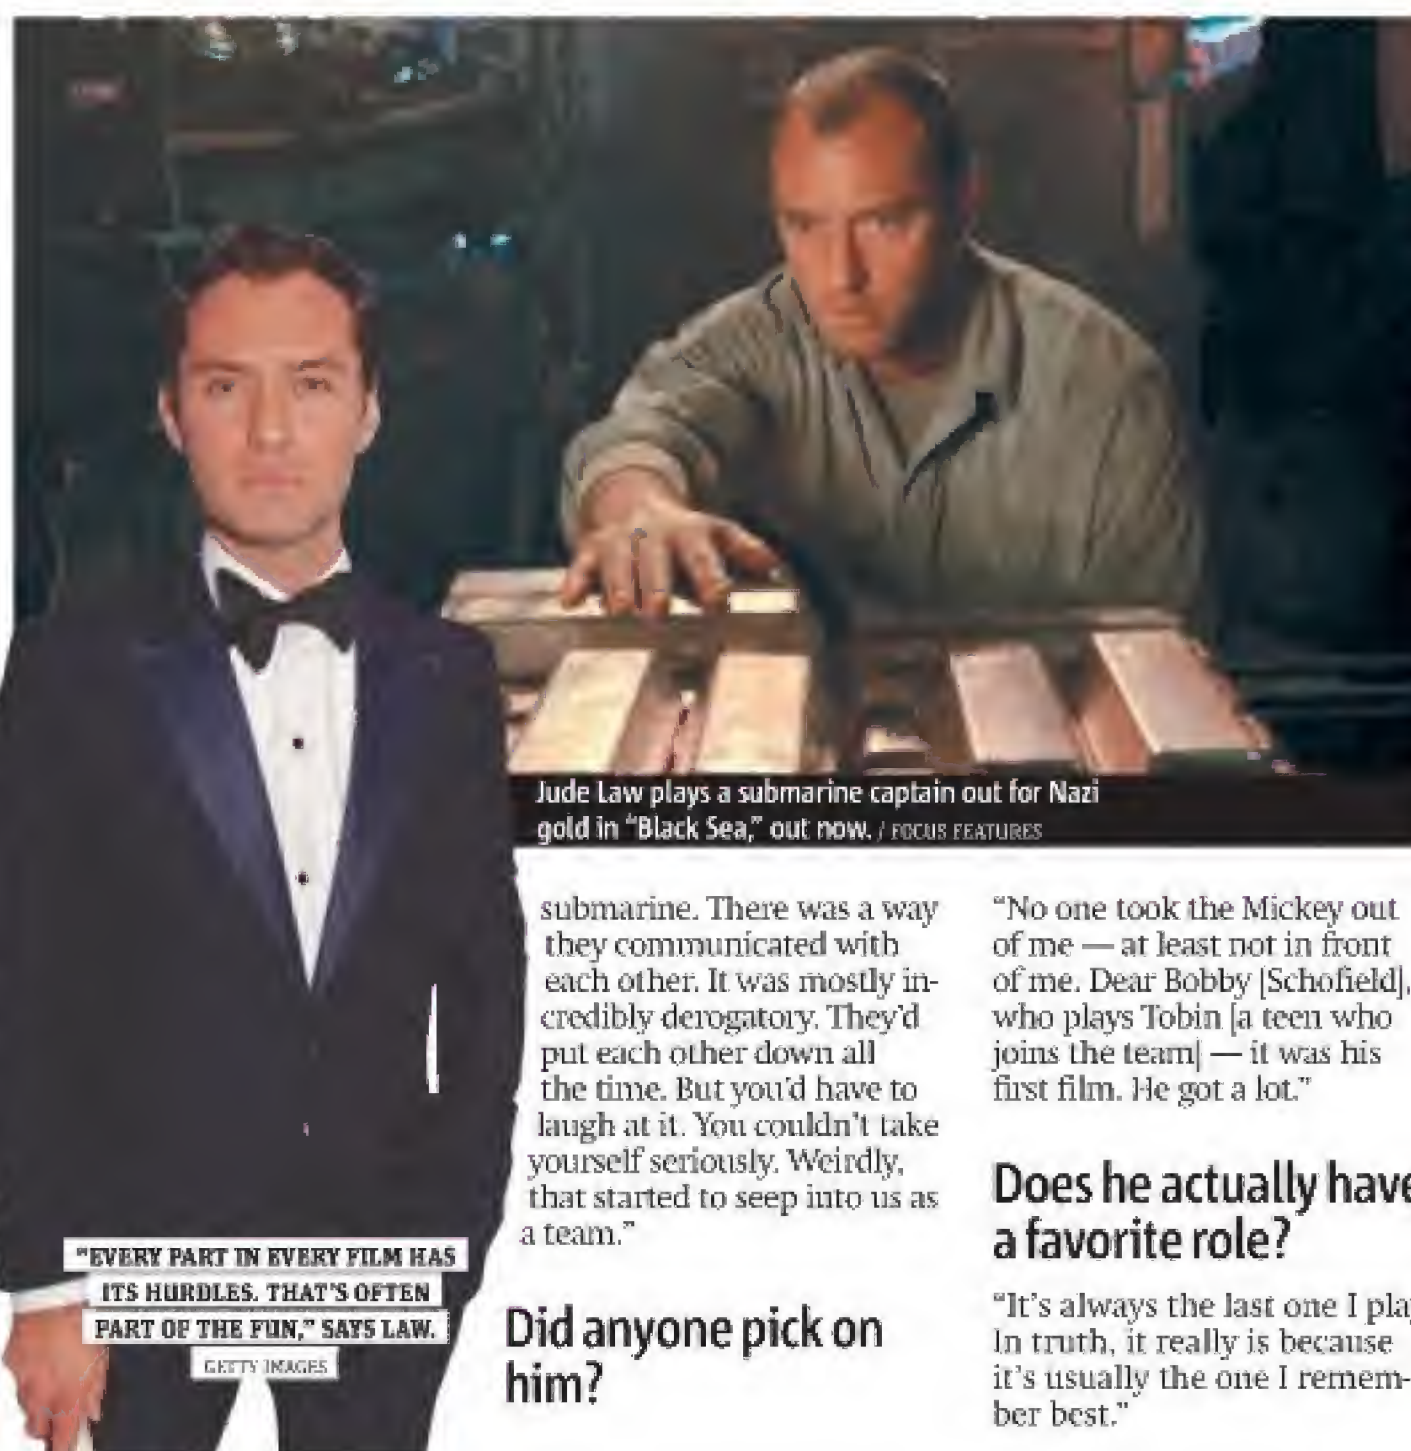 Jude Law plays a submarine captain out for Nazi
gold in “Black Sea,” out now. / FOCUS FEATURES
“EVERY PART IN EVERY FILM HAS
ITS HURDLES. THAT’S OFTEN
PART OF THE FUN,” SAYS LAW.
GETTY IMAGES
submarine. There was a way
they communicated with
each other. It was mostly in-
credibly derogatory. They’d
put each other down all
the time. But you’d have to
laugh at it. You couldn’t take
yourself seriously. Weirdly,
that started to seep into us as
a team.”
Did anyone pick on
him?
“No one took the Mickey out
of me — at least not in front
of me. Dear Bobby [Schofield],
who plays Tobin [a teen who
joins the team] — it was his
first film. He got a lot.”
Does he actually have
a favorite role?
“It’s always the last one I play.
In truth, it really is because
it’s usually the one I remem-
ber best.”